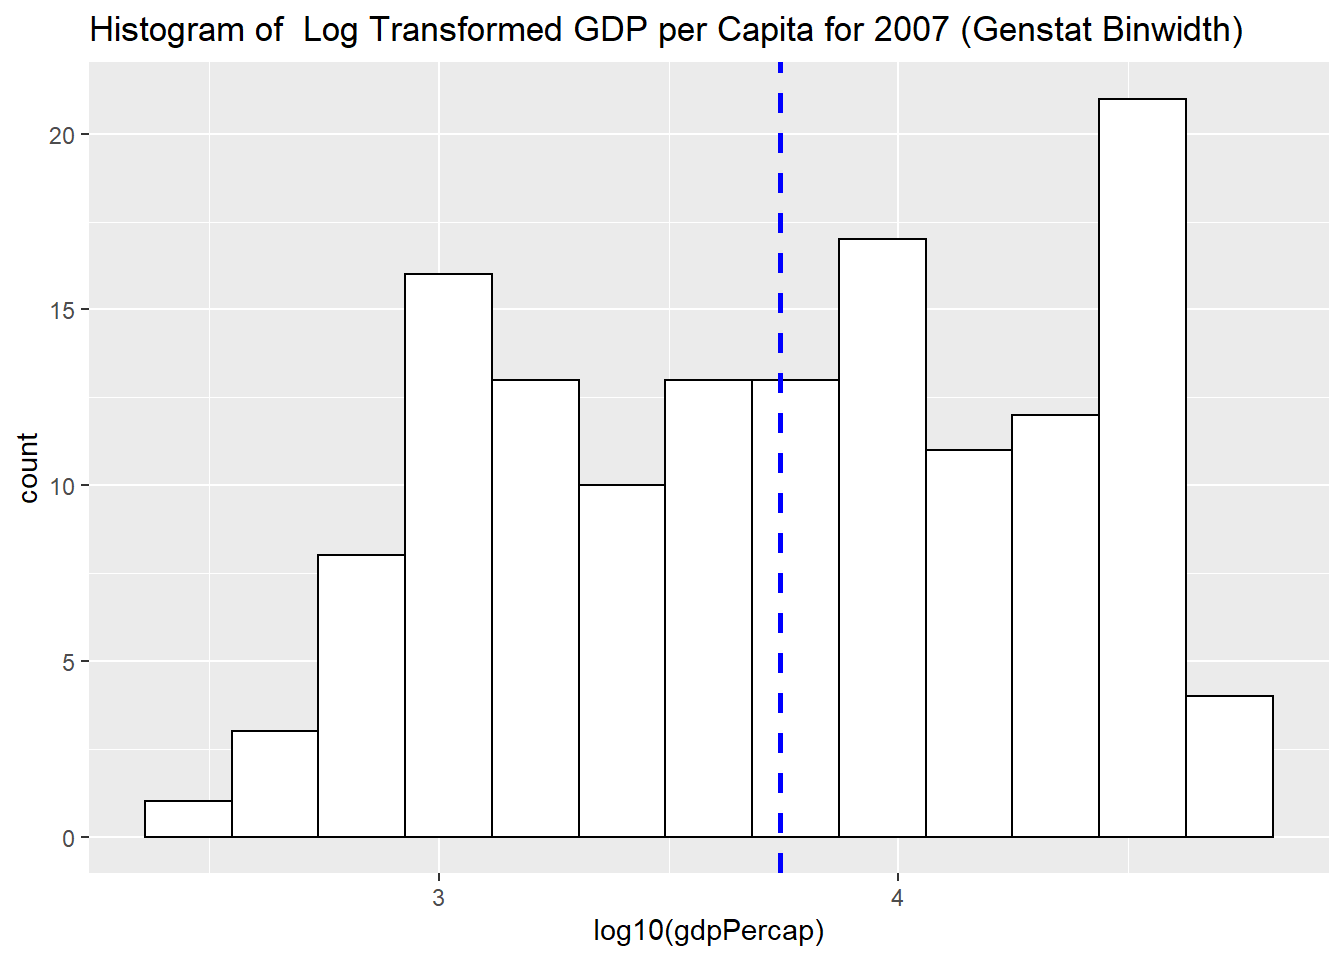 Histogram of  Log Transformed GDP per Capita for 2007 (Genstat Binwidth)
20
15
10
5
0
count
3 4
log10(gdpPercap)